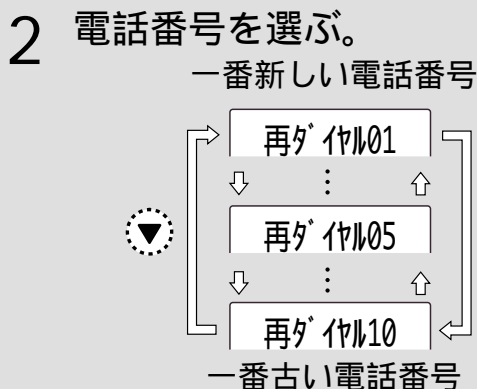 2 電話番号を選ぶ。
一番新しい電話番号
再ﾀﾞｲﾔﾙ01
⋮
再ﾀﾞｲﾔﾙ05
⋮
再ﾀﾞｲﾔﾙ10
一番古い電話番号